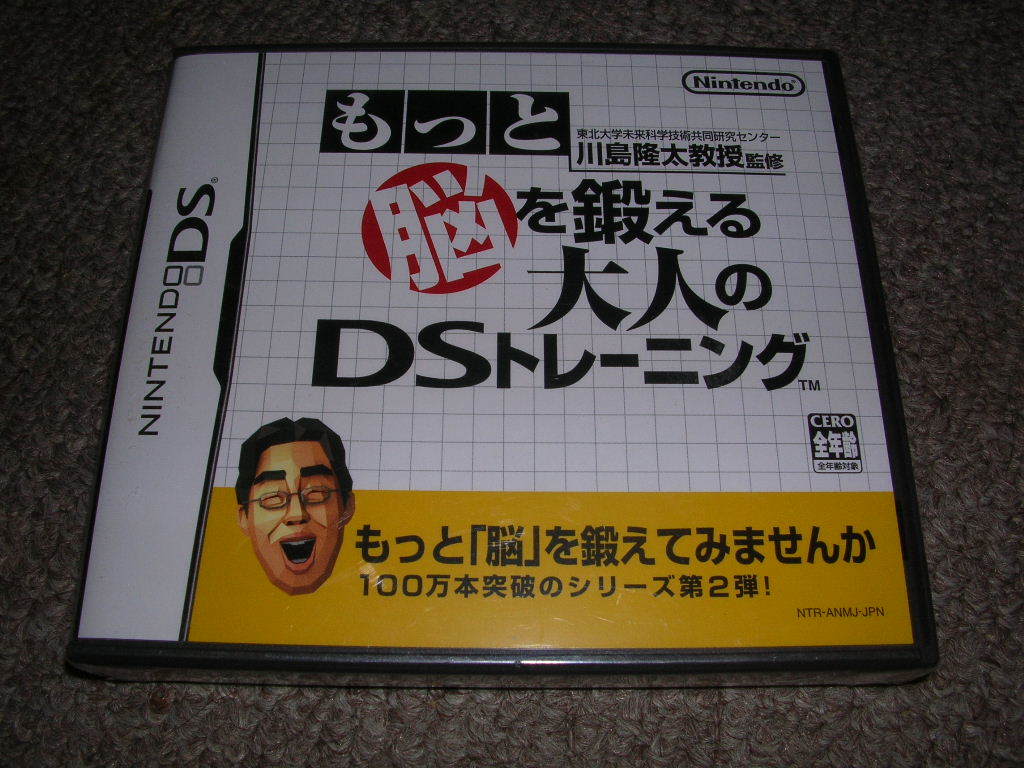 NINTENDO DS®
Nintendo®
もっと
東北大学未来科学技術共同研究センター
川島隆太教授監修
脳を鍛える
大人の
DSトレーニング™
CERO
全年齢
全年齢対象
もっと「脳」を鍛えてみませんか
100万本突破のシリーズ第2弾!
NTR-ANMJ-JPN